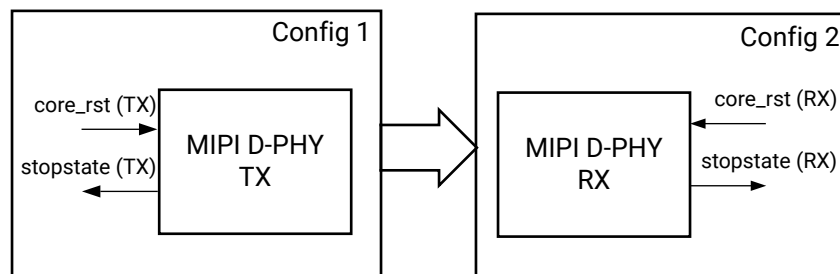 Config 1
core_rst (TX)
stopstate (TX)
MIPI D-PHY
TX
Config 2
MIPI D-PHY
RX
core_rst (RX)
stopstate (RX)